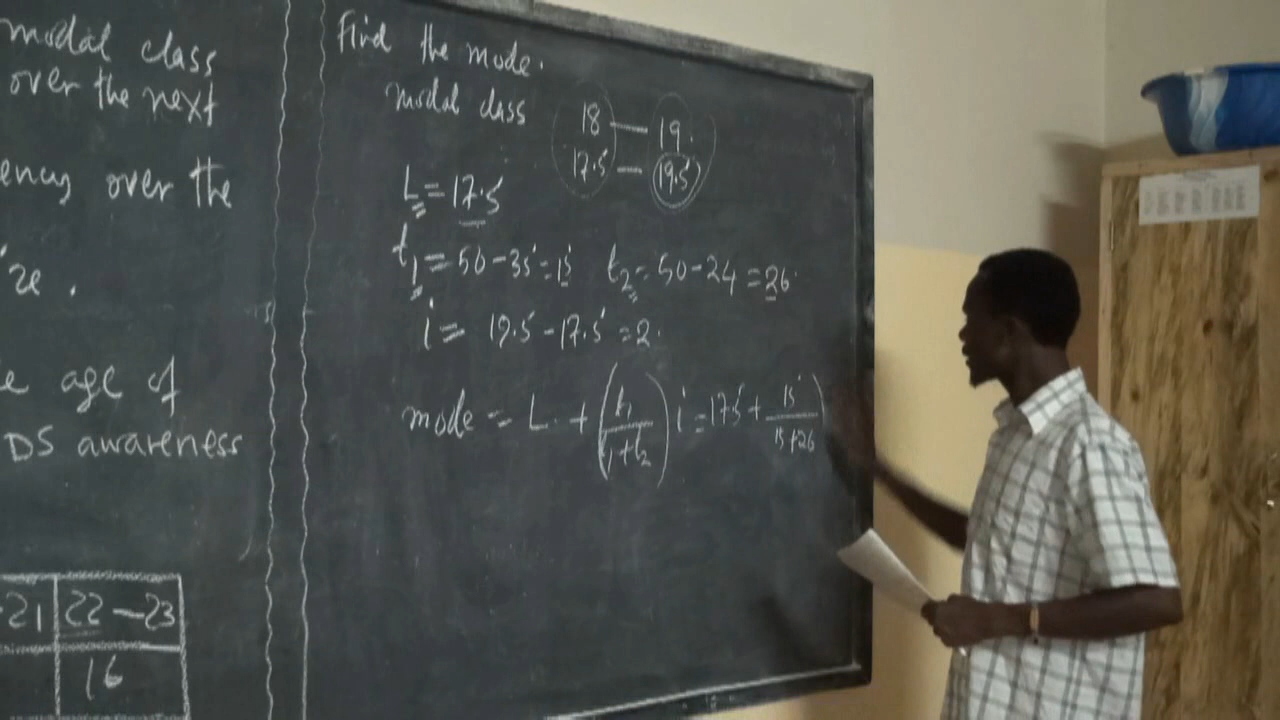 modal class
over the next
ency over the
ze.
e age of
DS awareness
21 22 – 23
16
Find the mode.
modal class 18 — 19.
17.5 — 19.5
L = 17.5
t₁ = 50 - 35 = 15 t₂ = 50 - 24 = 26
i = 19.5 - 17.5 = 2.
mode = L + (t₁ / t₁ + t₂) i = 17.5 + 15 / 15 + 26)